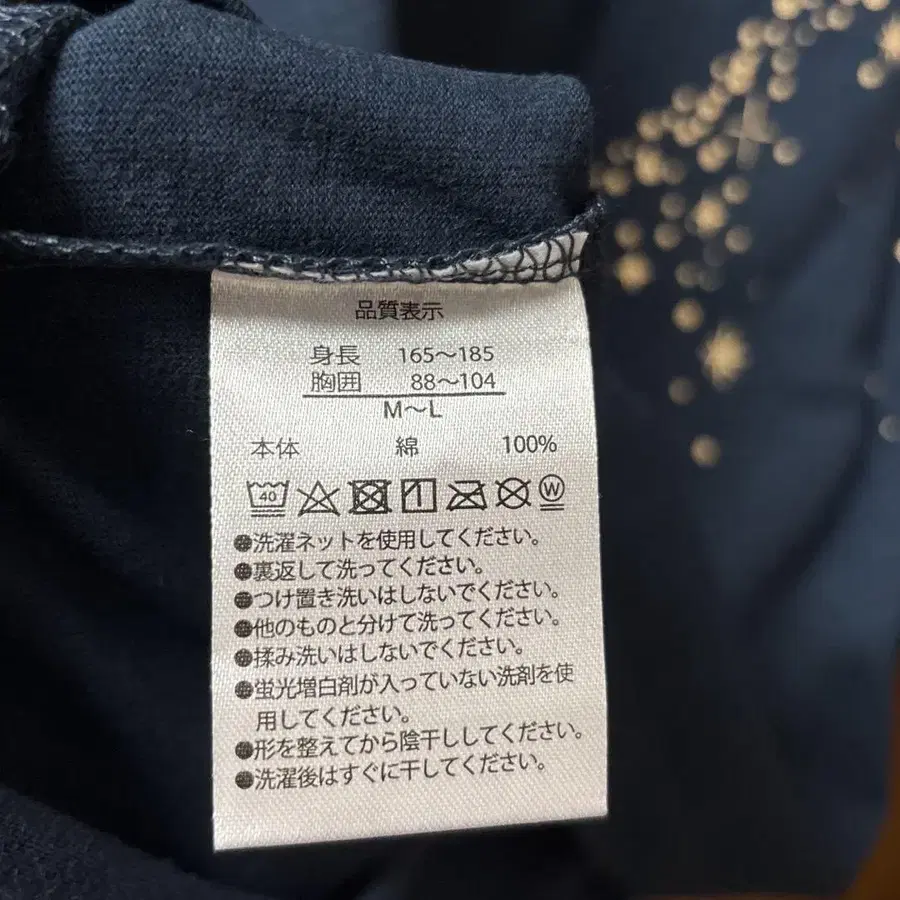 品質表示
身長 165～185
胸囲 88～104
M～L
本体 綿 100%
40 W
●洗濯ネットを使用してください。
●裏返して洗ってください。
●つけ置き洗いはしないでください。
●他のものと分けて洗ってください。
●揉み洗いはしないでください。
●蛍光増白剤が入っていない洗剤を使
用してください。
●形を整えてから陰干ししてください。
●洗濯後はすぐに干してください。